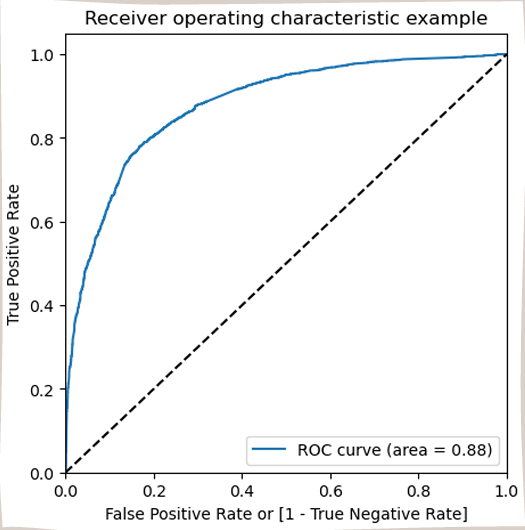 Receiver operating characteristic example
1.0
0.8
0.6
0.4
0.2
0.0
True Positive Rate
ROC curve (area = 0.88)
0.0 0.2 0.4 0.6 0.8 1.0
False Positive Rate or [1 - True Negative Rate]